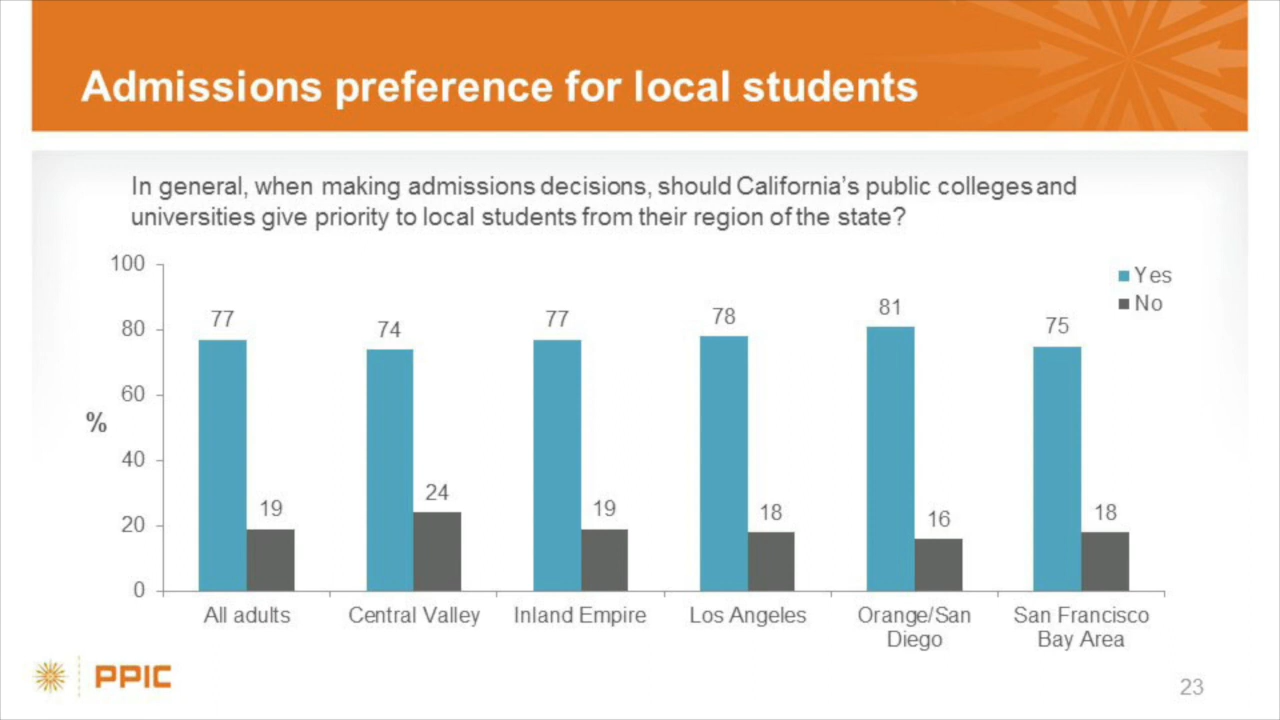 Admissions preference for local students
In general, when making admissions decisions, should California's public colleges and
universities give priority to local students from their region of the state?
100
80
60
40
20
0
%
Yes
No
77
19
74
24
77
19
78
18
81
16
75
18
All adults
Central Valley
Inland Empire
Los Angeles
Orange/San
Diego
San Francisco
Bay Area
PPIC
23